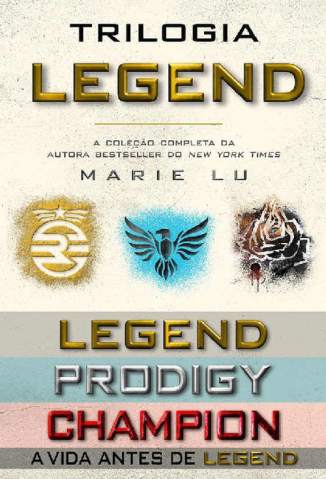 TRILOGIA
LEGEND
A COLEÇÃO COMPLETA DA
AUTORA BESTSELLER DO NEW YORK TIMES
MARIE LU
LEGEND
PRODIGY
CHAMPION
A VIDA ANTES DE LEGEND